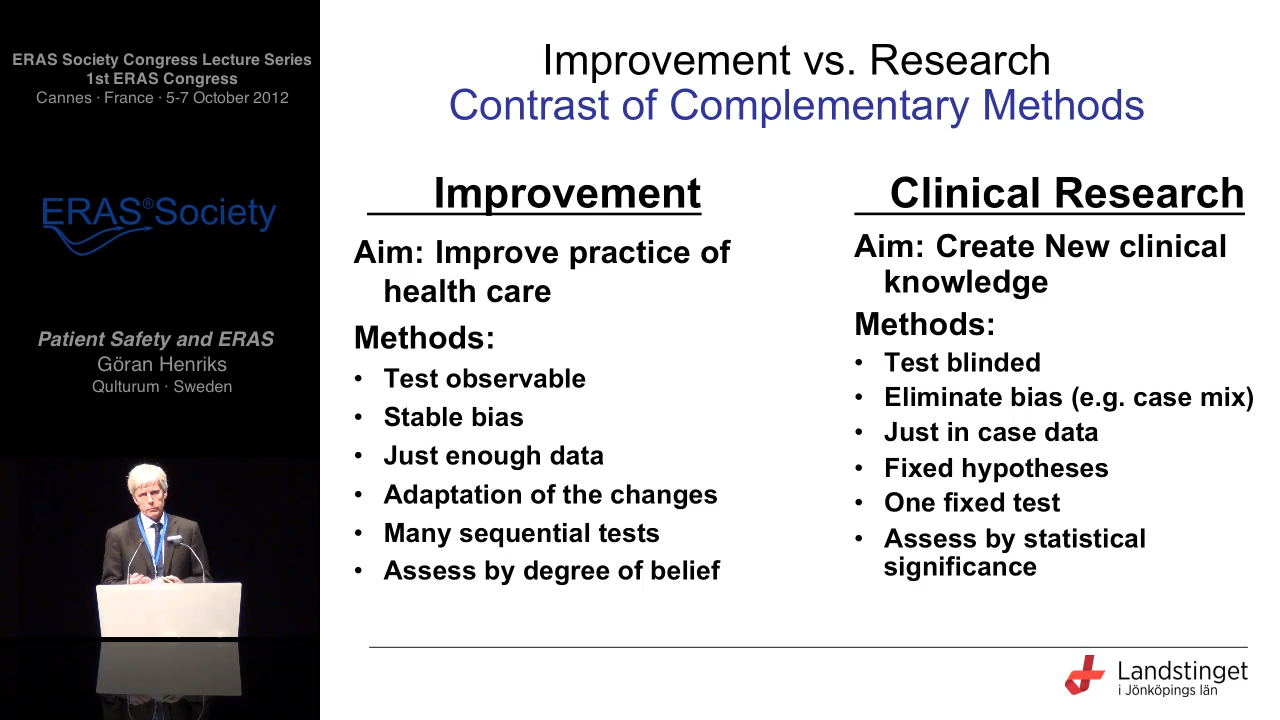 ERAS Society Congress Lecture Series
1st ERAS Congress
Cannes · France · 5-7 October 2012
ERAS®Society
Patient Safety and ERAS
Göran Henriks
Qulturum · Sweden
Improvement vs. Research
Contrast of Complementary Methods
Improvement
Aim: Improve practice of
health care
Methods:
• Test observable
• Stable bias
• Just enough data
• Adaptation of the changes
• Many sequential tests
• Assess by degree of belief
Clinical Research
Aim: Create New clinical
knowledge
Methods:
• Test blinded
• Eliminate bias (e.g. case mix)
• Just in case data
• Fixed hypotheses
• One fixed test
• Assess by statistical
significance
Landstinget
i Jönköpings län